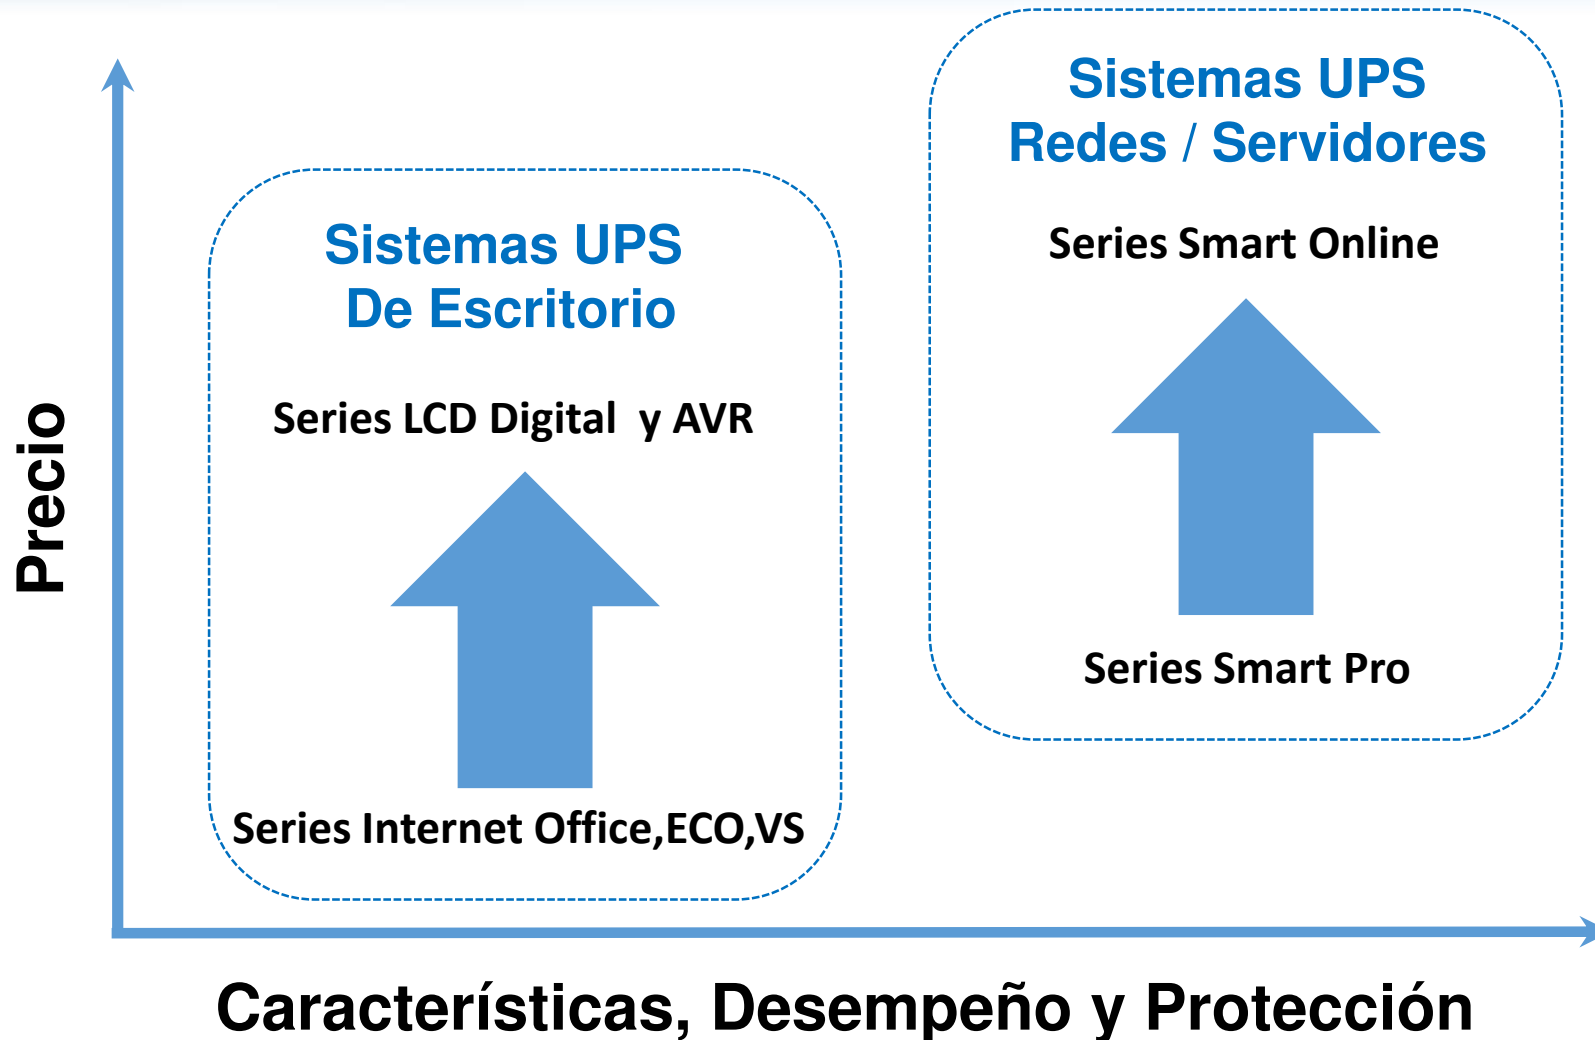 Precio
Sistemas UPS
De Escritorio
Series LCD Digital  y AVR
Series Internet Office,ECO,VS
Sistemas UPS
Redes / Servidores
Series Smart Online
Series Smart Pro
Características, Desempeño y Protección